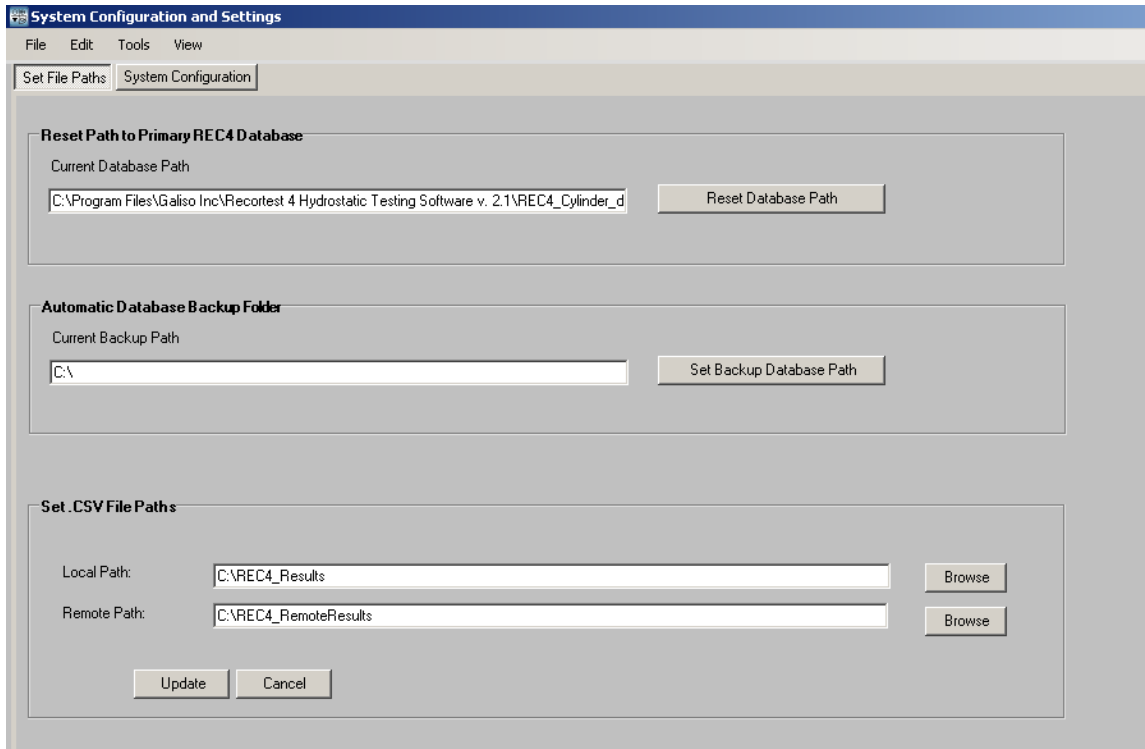 System Configuration and Settings
File Edit Tools View
Set File Paths System Configuration
Reset Path to Primary REC4 Database
Current Database Path
C:\Program Files\Galiso Inc\Recortest 4 Hydrostatic Testing Software v. 2.1\REC4_Cylinder_d
Reset Database Path
Automatic Database Backup Folder
Current Backup Path
C:\
Set Backup Database Path
Set .CSV File Paths
Local Path: C:\REC4_Results Browse
Remote Path: C:\REC4_RemoteResults Browse
Update Cancel